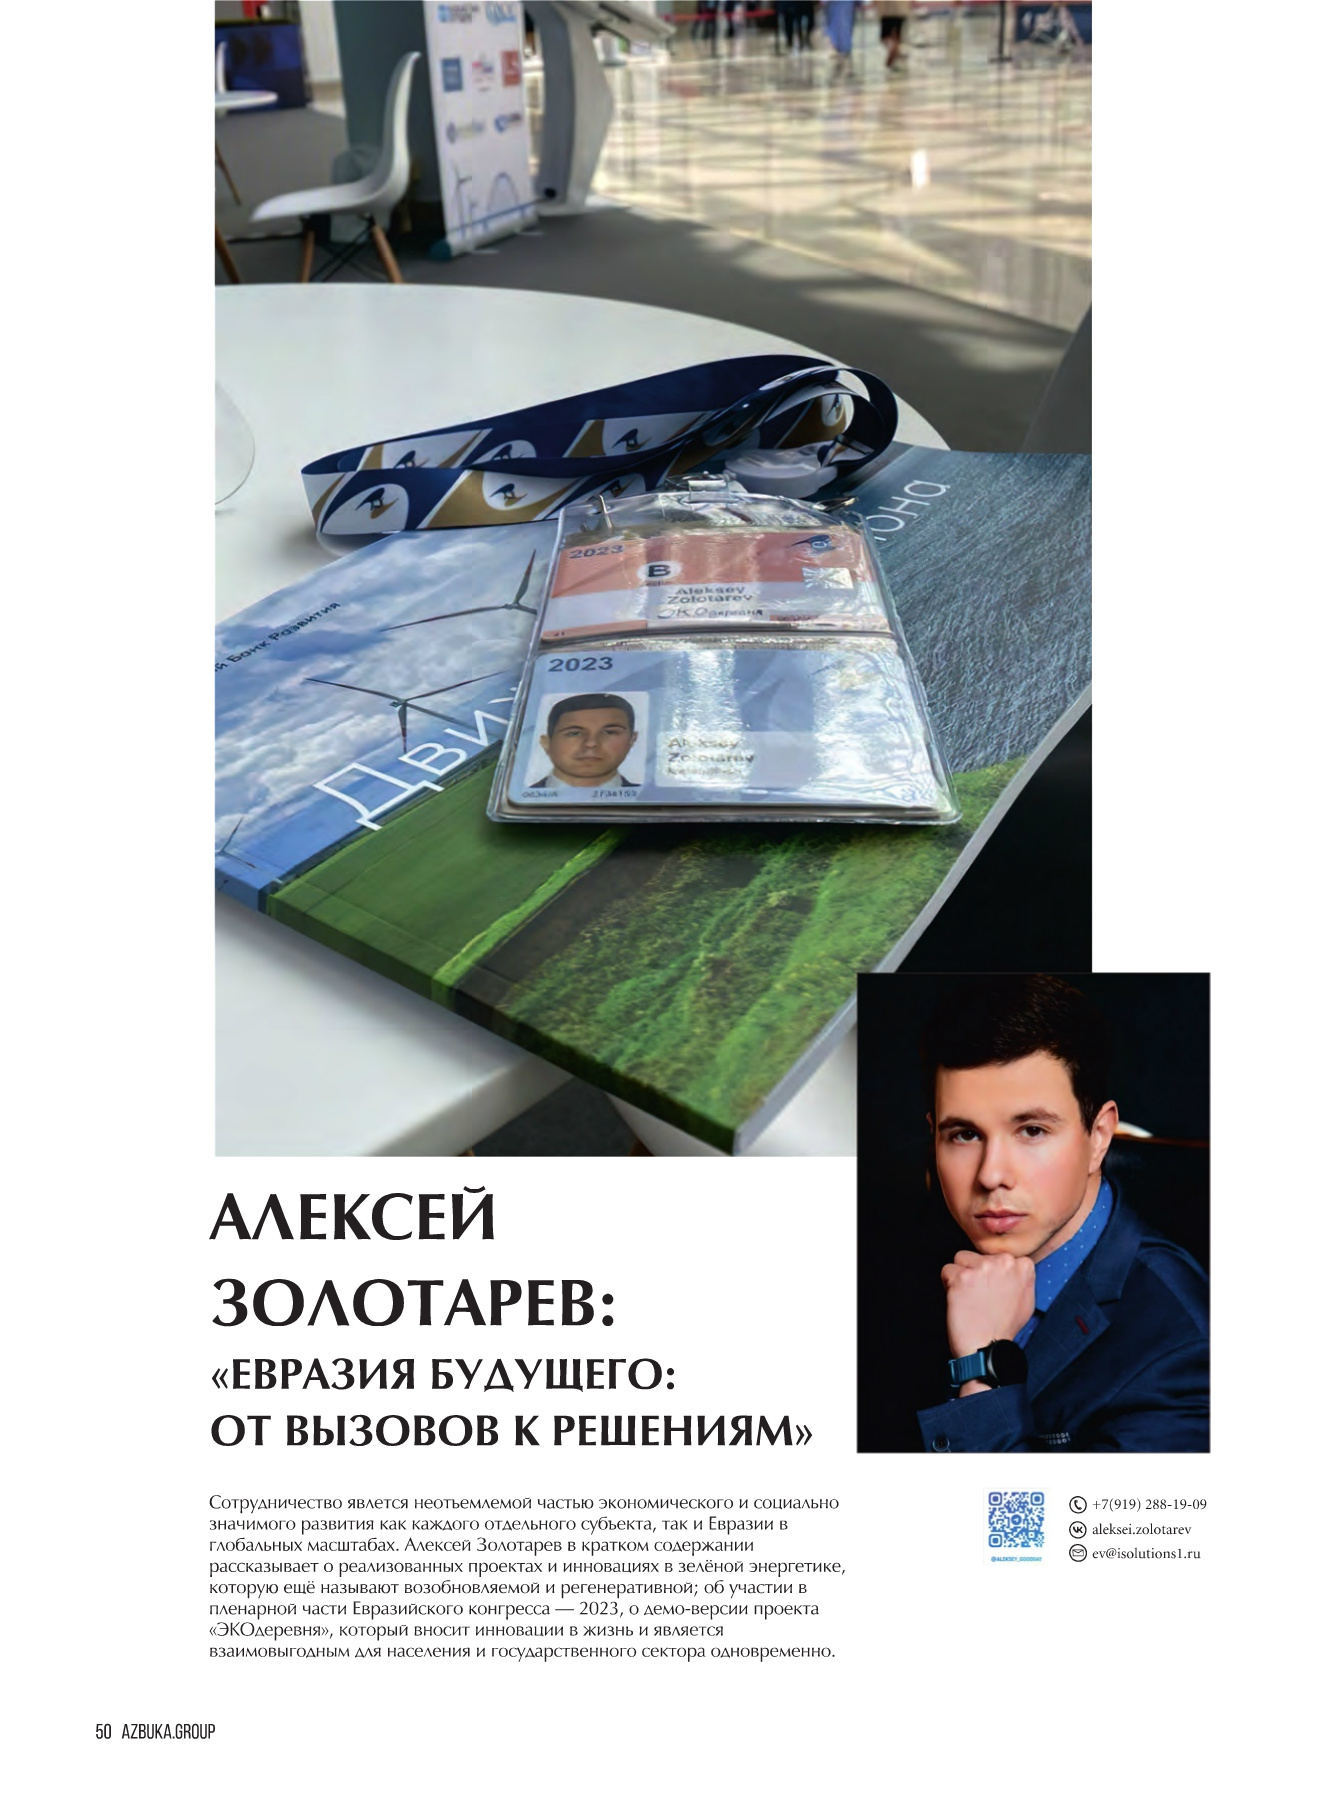 2023
B
Aleksey
Zolotarev
2023
Aleksey
Zolotarev
й Банк Развития
Движ
тона
АЛЕКСЕЙ
ЗОЛОТАРЕВ:
«ЕВРАЗИЯ БУДУЩЕГО:
ОТ ВЫЗОВОВ К РЕШЕНИЯМ»
Сотрудничество явлется неотъемлемой частью экономического и социально
значимого развития как каждого отдельного субъекта, так и Евразии в
глобальных масштабах. Алексей Золотарев в кратком содержании
рассказывает о реализованных проектах и инновациях в зелёной энергетике,
которую ещё называют возобновляемой и регенеративной; об участии в
пленарной части Евразийского конгресса — 2023, о демо-версии проекта
«ЭКОдеревня», который вносит инновации в жизнь и является
взаимовыгодным для населения и государственного сектора одновременно.
@ALEKSEY_GOODDAY
+7(919) 288-19-09
aleksei.zolotarev
ev@isolutions1.ru
50 AZBUKA.GROUP